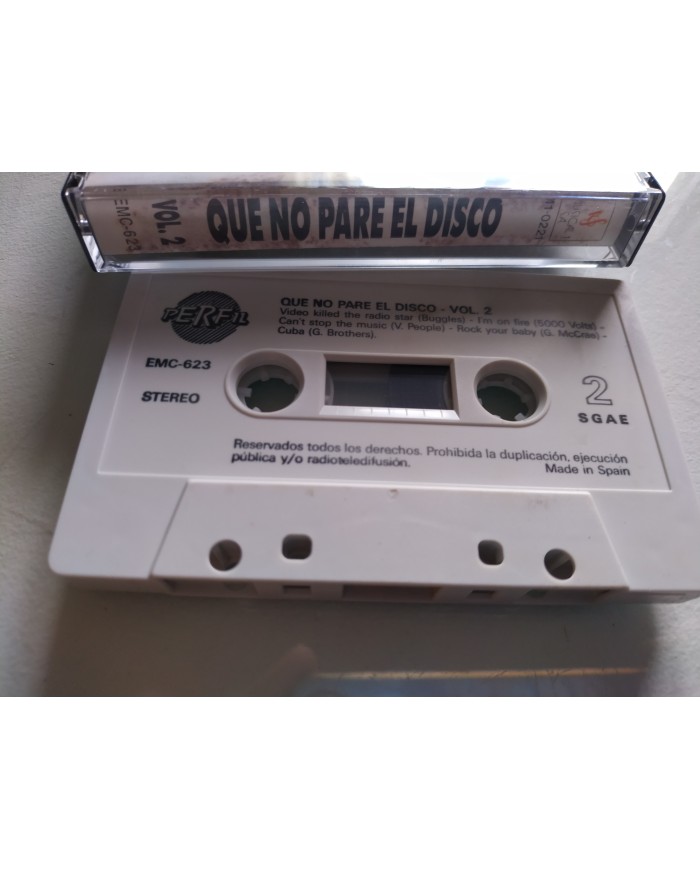 EMC-623
VOL. 2
QUE NO PARE EL DISCO
PERFIL
QUE NO PARE EL DISCO - VOL. 2
Video killed the radio star (Buggles) - I'm on fire (5.000 Volts) -
Can't stop the music (V. People) - Rock your baby (G. McCrae) -
Cuba (G. Brothers).
EMC-623
STEREO
2
SGAE
Reservados todos los derechos. Prohibida la duplicación, ejecución
pública y/o radioteledifusión.
Made in Spain